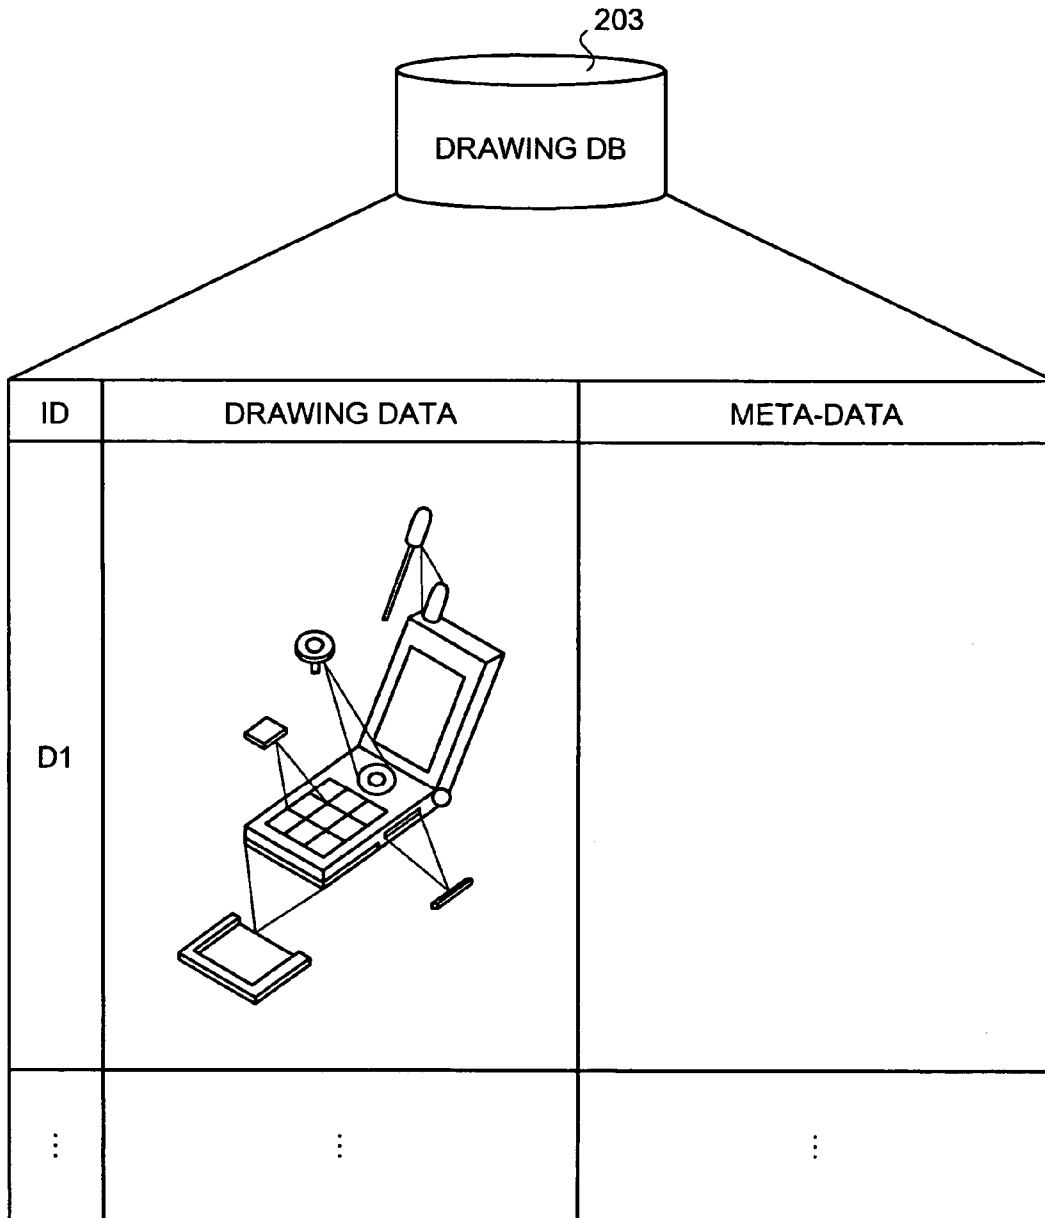 203
DRAWING DB
ID DRAWING DATA META-DATA
D1
⋮ ⋮ ⋮